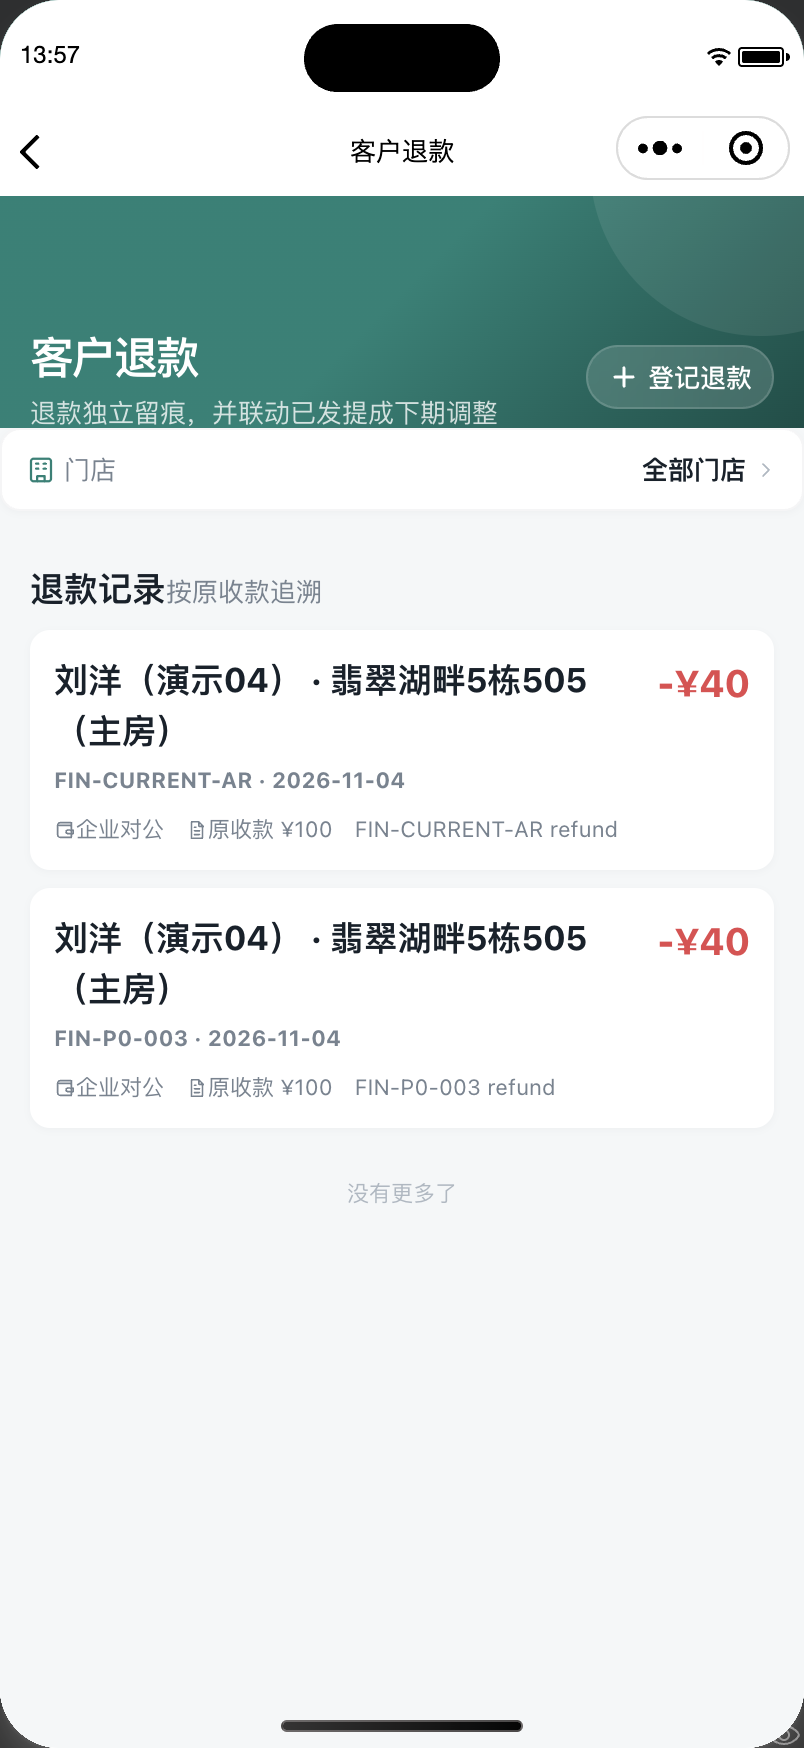 13:57
客户退款
客户退款
退款独立留痕，并联动已发提成下期调整
登记退款
门店
全部门店
退款记录按原收款追溯
刘洋（演示04） · 翡翠湖畔5栋505
（主房）
-¥40
FIN-CURRENT-AR · 2026-11-04
企业对公 原收款 ¥100 FIN-CURRENT-AR refund
刘洋（演示04） · 翡翠湖畔5栋505
（主房）
-¥40
FIN-P0-003 · 2026-11-04
企业对公 原收款 ¥100 FIN-P0-003 refund
没有更多了